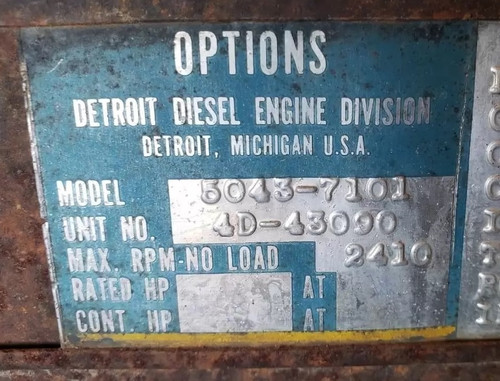 OPTIONS
DETROIT DIESEL ENGINE DIVISION
DETROIT, MICHIGAN U.S.A.
MODEL 5043-7101
UNIT NO. 4D-43090
MAX. RPM-NO LOAD 2410
RATED HP AT
CONT. HP AT